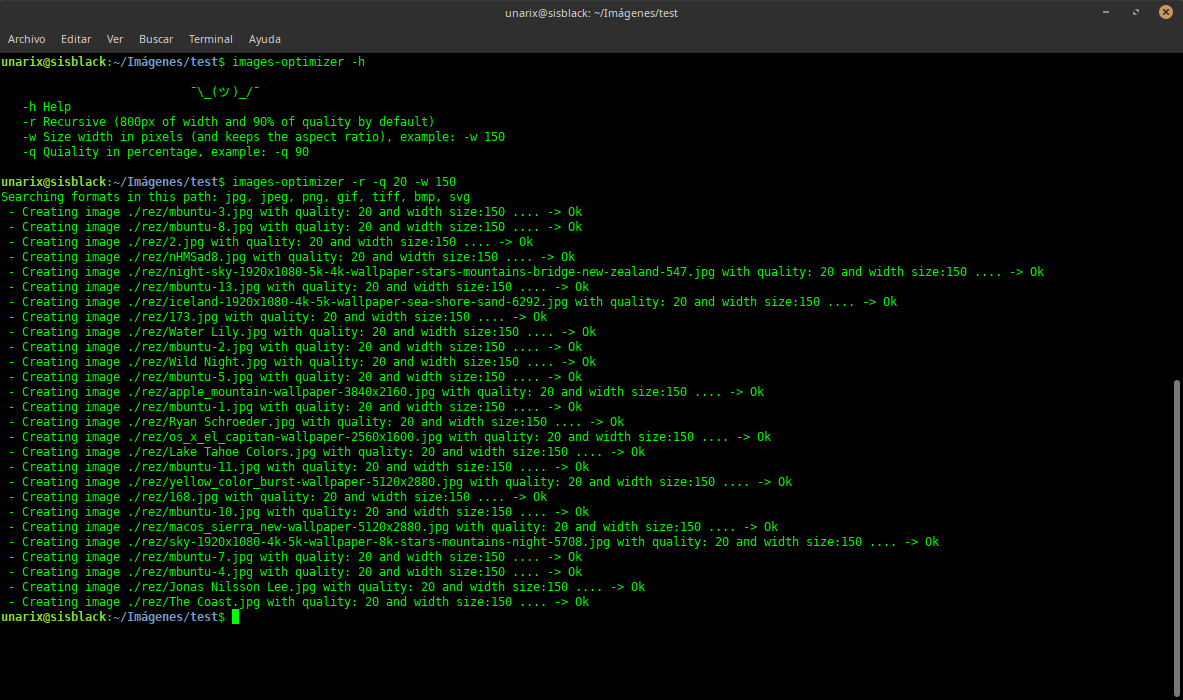 unarix@sisblack: ~/Imágenes/test
Archivo Editar Ver Buscar Terminal Ayuda
unarix@sisblack:~/Imágenes/test$ images-optimizer -h
¯\_(ツ)_/¯
-h Help
-r Recursive (800px of width and 90% of quality by default)
-w Size width in pixels (and keeps the aspect ratio), example: -w 150
-q Quiality in percentage, example: -q 90
unarix@sisblack:~/Imágenes/test$ images-optimizer -r -q 20 -w 150
Searching formats in this path: jpg, jpeg, png, gif, tiff, bmp, svg
- Creating image ./rez/mbuntu-3.jpg with quality: 20 and width size:150 .... -> Ok
- Creating image ./rez/mbuntu-8.jpg with quality: 20 and width size:150 .... -> Ok
- Creating image ./rez/2.jpg with quality: 20 and width size:150 .... -> Ok
- Creating image ./rez/nHMSad8.jpg with quality: 20 and width size:150 .... -> Ok
- Creating image ./rez/night-sky-1920x1080-5k-4k-wallpaper-stars-mountains-bridge-new-zealand-547.jpg with quality: 20 and width size:150 .... -> Ok
- Creating image ./rez/mbuntu-13.jpg with quality: 20 and width size:150 .... -> Ok
- Creating image ./rez/iceland-1920x1080-4k-5k-wallpaper-sea-shore-sand-6292.jpg with quality: 20 and width size:150 .... -> Ok
- Creating image ./rez/173.jpg with quality: 20 and width size:150 .... -> Ok
- Creating image ./rez/Water Lily.jpg with quality: 20 and width size:150 .... -> Ok
- Creating image ./rez/mbuntu-2.jpg with quality: 20 and width size:150 .... -> Ok
- Creating image ./rez/Wild Night.jpg with quality: 20 and width size:150 .... -> Ok
- Creating image ./rez/mbuntu-5.jpg with quality: 20 and width size:150 .... -> Ok
- Creating image ./rez/apple_mountain-wallpaper-3840x2160.jpg with quality: 20 and width size:150 .... -> Ok
- Creating image ./rez/mbuntu-1.jpg with quality: 20 and width size:150 .... -> Ok
- Creating image ./rez/Ryan Schroeder.jpg with quality: 20 and width size:150 .... -> Ok
- Creating image ./rez/os_x_el_capitan-wallpaper-2560x1600.jpg with quality: 20 and width size:150 .... -> Ok
- Creating image ./rez/Lake Tahoe Colors.jpg with quality: 20 and width size:150 .... -> Ok
- Creating image ./rez/mbuntu-11.jpg with quality: 20 and width size:150 .... -> Ok
- Creating image ./rez/yellow_color_burst-wallpaper-5120x2880.jpg with quality: 20 and width size:150 .... -> Ok
- Creating image ./rez/168.jpg with quality: 20 and width size:150 .... -> Ok
- Creating image ./rez/mbuntu-10.jpg with quality: 20 and width size:150 .... -> Ok
- Creating image ./rez/macos_sierra_new-wallpaper-5120x2880.jpg with quality: 20 and width size:150 .... -> Ok
- Creating image ./rez/sky-1920x1080-4k-5k-wallpaper-8k-stars-mountains-night-5708.jpg with quality: 20 and width size:150 .... -> Ok
- Creating image ./rez/mbuntu-7.jpg with quality: 20 and width size:150 .... -> Ok
- Creating image ./rez/mbuntu-4.jpg with quality: 20 and width size:150 .... -> Ok
- Creating image ./rez/Jonas Nilsson Lee.jpg with quality: 20 and width size:150 .... -> Ok
- Creating image ./rez/The Coast.jpg with quality: 20 and width size:150 .... -> Ok
unarix@sisblack:~/Imágenes/test$